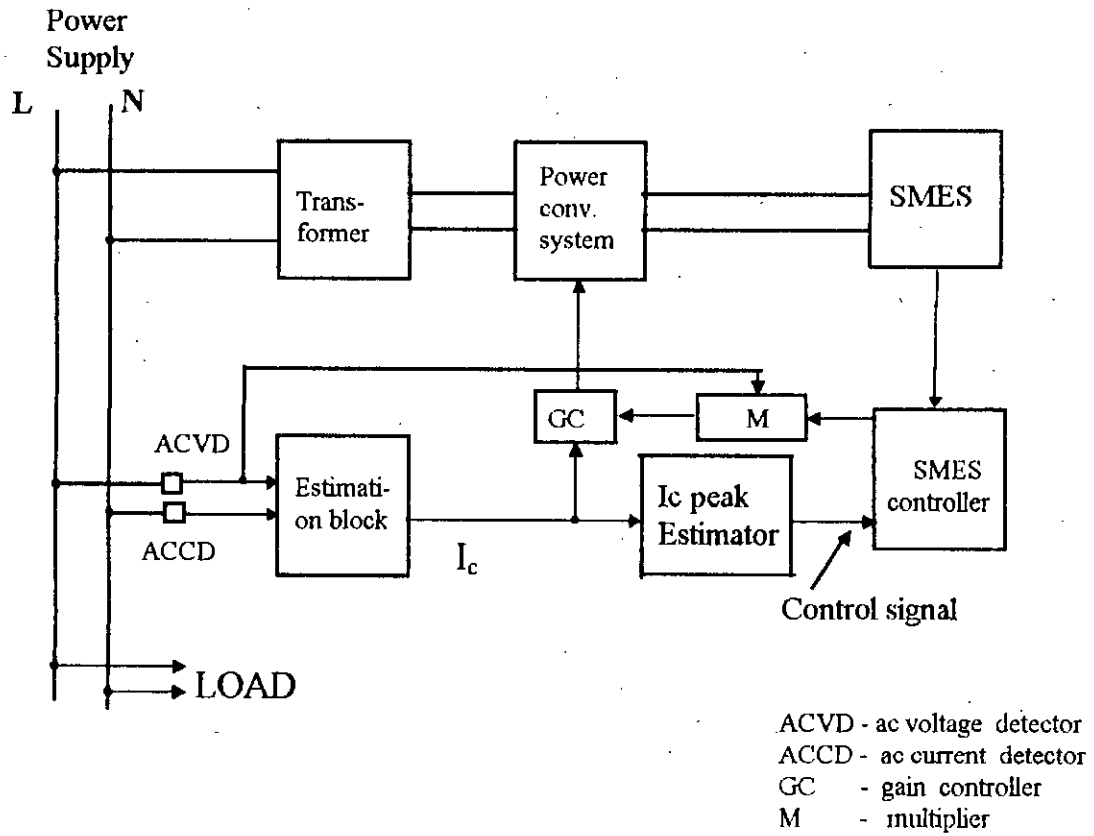 Power
Supply
L
N
Trans-
former
Power
conv.
system
SMES
GC
M
SMES
controller
ACVD
ACCD
Estimati-
on block
I_c
Ic peak
Estimator
Control signal
LOAD
ACVD - ac voltage detector
ACCD - ac current detector
GC - gain controller
M - multiplier